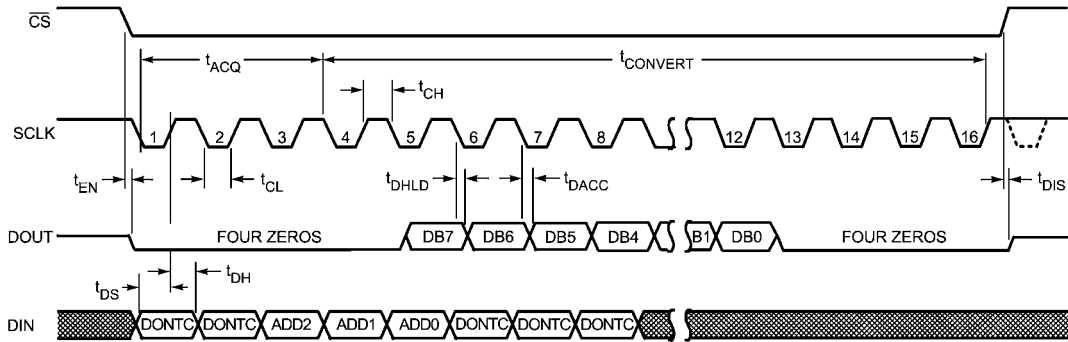 CS
tACQ
tCONVERT
tCH
SCLK 1 2 3 4 5 6 7 8 12 13 14 15 16
tEN
tCL
tDHLD
tDACC
tDIS
DOUT FOUR ZEROS DB7 DB6 DB5 DB4 B1 DB0 FOUR ZEROS
tDH
tDS
DIN DONTC DONTC ADD2 ADD1 ADD0 DONTC DONTC DONTC